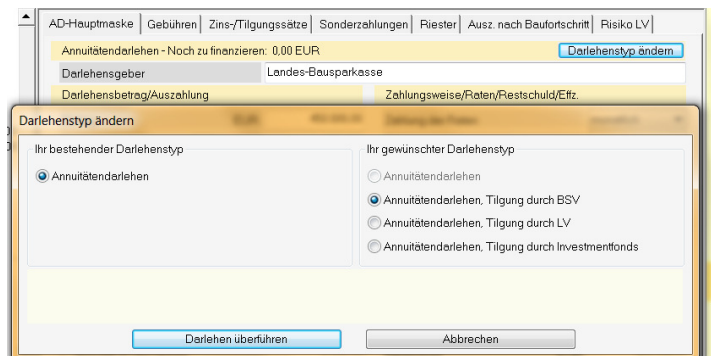 AD-Hauptmaske Gebühren Zins-/Tilgungssätze Sonderzahlungen Riester Ausz. nach Baufortschritt Risiko LV
Annuitätendarlehen - Noch zu finanzieren: 0,00 EUR Darlehenstyp ändern
Darlehensgeber Landes-Bausparkasse
Darlehensbetrag/Auszahlung Zahlungsweise/Raten/Restschuld/Effz.
Darlehenstyp ändern
Ihr bestehender Darlehenstyp
Annuitätendarlehen
Ihr gewünschter Darlehenstyp
Annuitätendarlehen
Annuitätendarlehen, Tilgung durch BSV
Annuitätendarlehen, Tilgung durch LV
Annuitätendarlehen, Tilgung durch Investmentfonds
Darlehen überführen Abbrechen